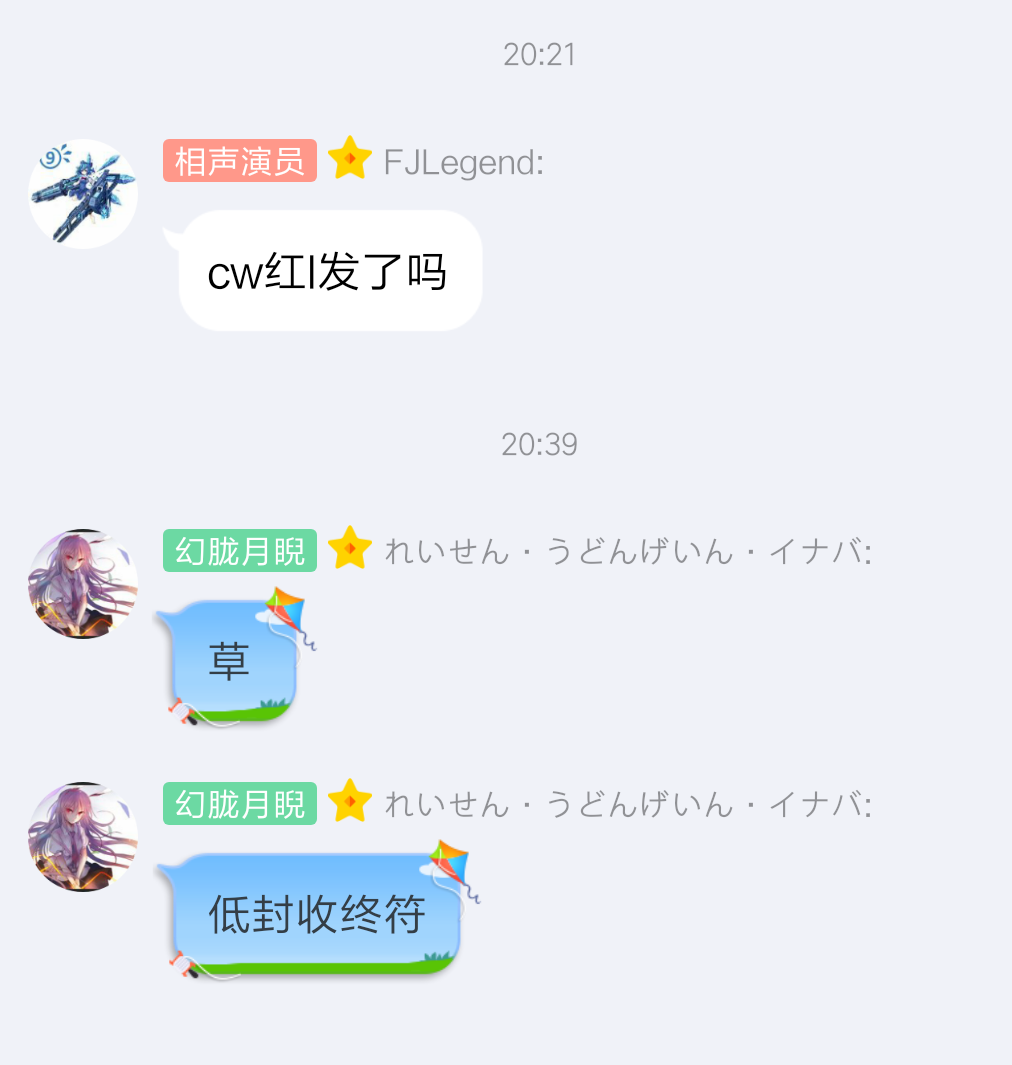 20:21
相声演员 FJLegend:
cw红l发了吗
20:39
幻胧月睨 れいせん・うどんげいん・イナバ:
草
幻胧月睨 れいせん・うどんげいん・イナバ:
低封收终符